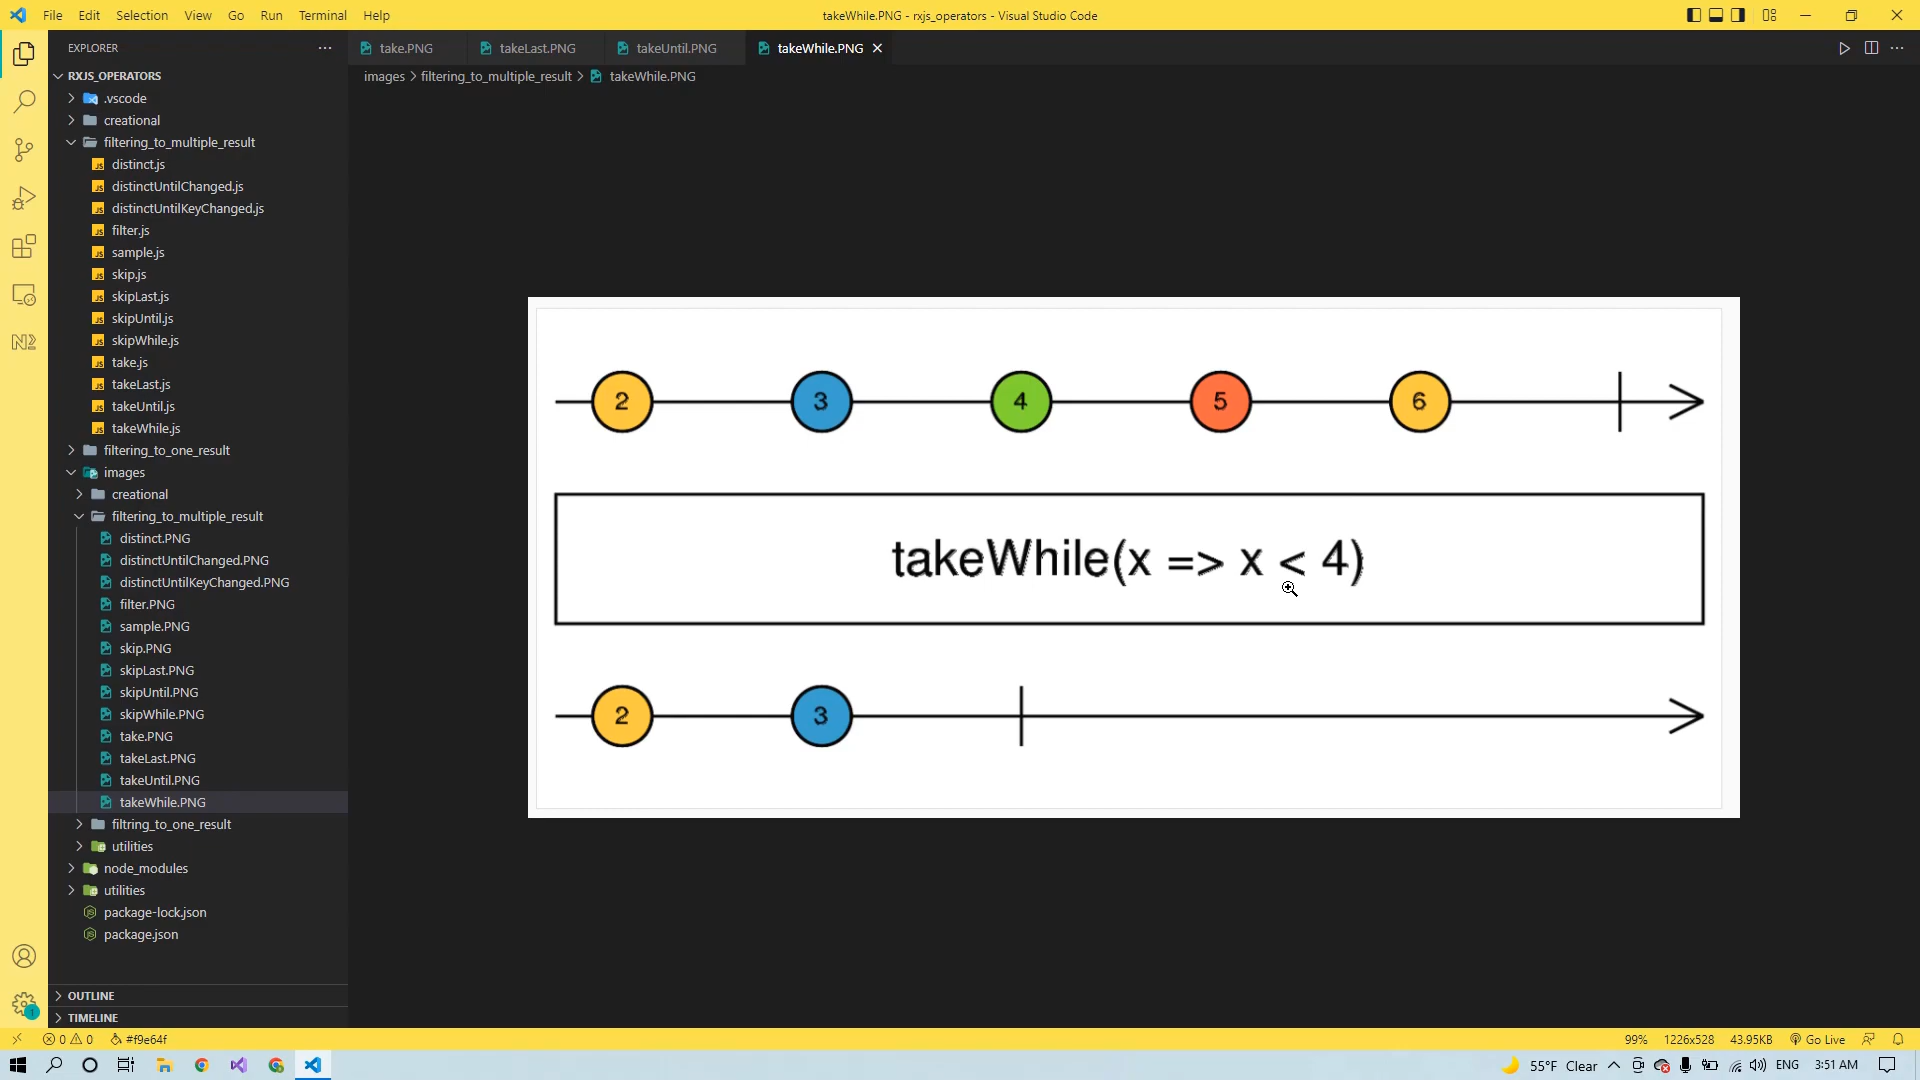 File Edit Selection View Go Run Terminal Help
takeWhile.PNG - rxjs_operators - Visual Studio Code
EXPLORER
RXJS_OPERATORS
.vscode
creational
filtering_to_multiple_result
distinct.js
distinctUntilChanged.js
distinctUntilKeyChanged.js
filter.js
sample.js
skip.js
skipLast.js
skipUntil.js
skipWhile.js
take.js
takeLast.js
takeUntil.js
takeWhile.js
filtering_to_one_result
images
creational
filtering_to_multiple_result
distinct.PNG
distinctUntilChanged.PNG
distinctUntilKeyChanged.PNG
filter.PNG
sample.PNG
skip.PNG
skipLast.PNG
skipUntil.PNG
skipWhile.PNG
take.PNG
takeLast.PNG
takeUntil.PNG
takeWhile.PNG
filtring_to_one_result
utilities
node_modules
utilities
package-lock.json
package.json
OUTLINE
TIMELINE
take.PNG takeLast.PNG takeUntil.PNG takeWhile.PNG
images > filtering_to_multiple_result > takeWhile.PNG
2 3 4 5 6
takeWhile(x => x < 4)
2 3
0 0 #f9e64f
99% 1226x528 43.95KB Go Live
55°F Clear ENG 3:51 AM